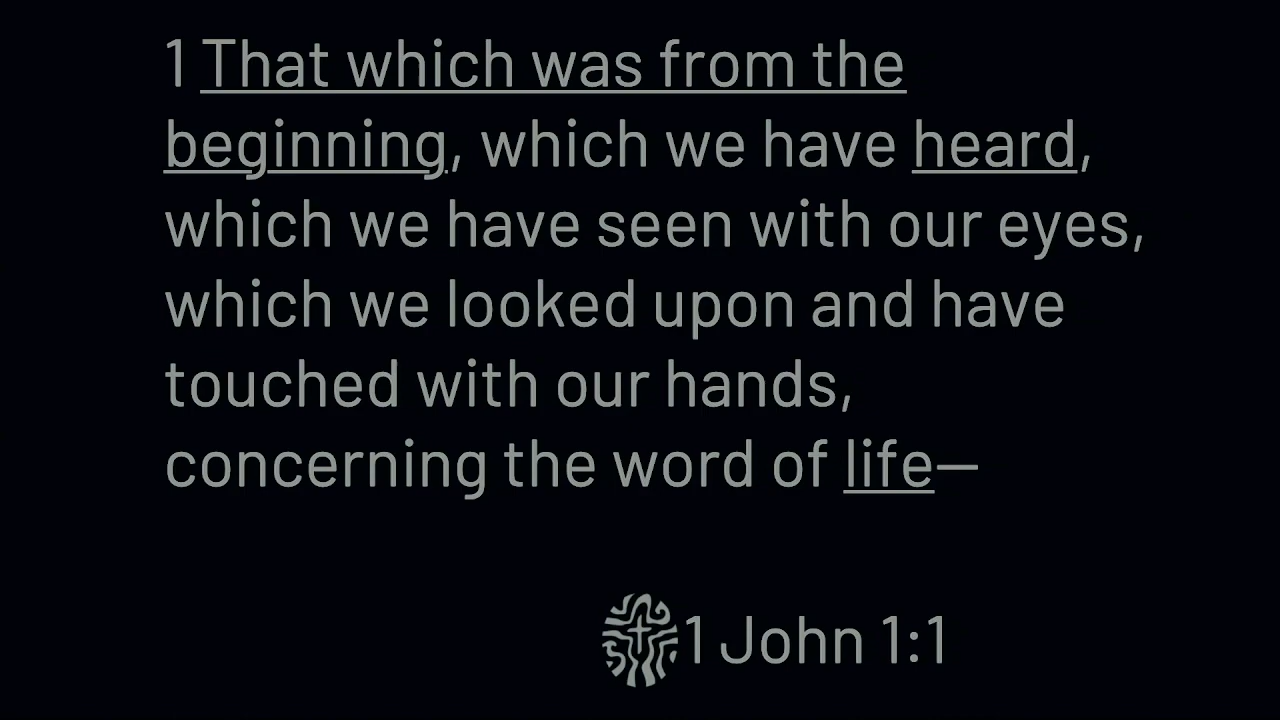 1 That which was from the
beginning, which we have heard,
which we have seen with our eyes,
which we looked upon and have
touched with our hands,
concerning the word of life—
1 John 1:1